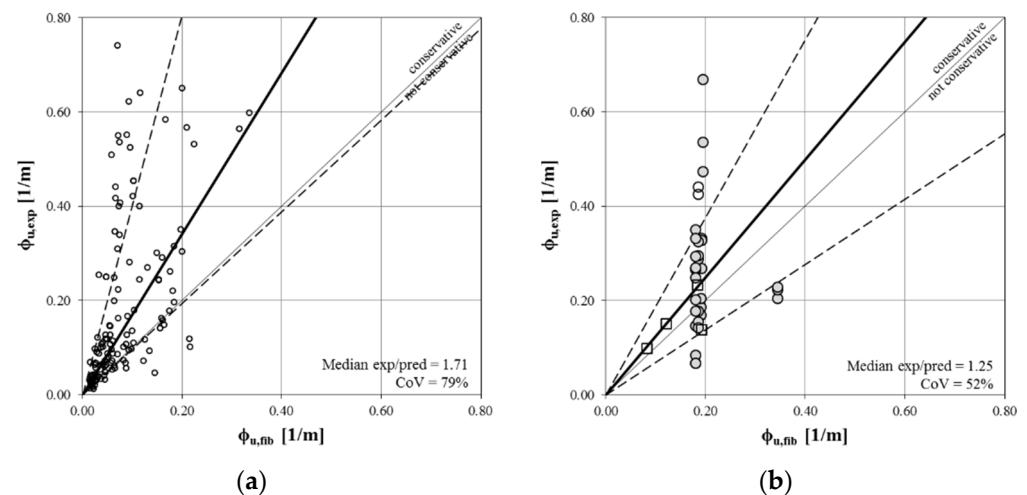 0.80
0.60
0.40
0.20
0.00
ϕu,exp [1/m]
conservative
not conservative
Median exp/pred = 1.71
CoV = 79%
0.00 0.20 0.40 0.60 0.80
ϕu,fib [1/m]
(a)
0.80
0.60
0.40
0.20
0.00
ϕu,exp [1/m]
conservative
not conservative
Median exp/pred = 1.25
CoV = 52%
0.00 0.20 0.40 0.60 0.80
ϕu,fib [1/m]
(b)